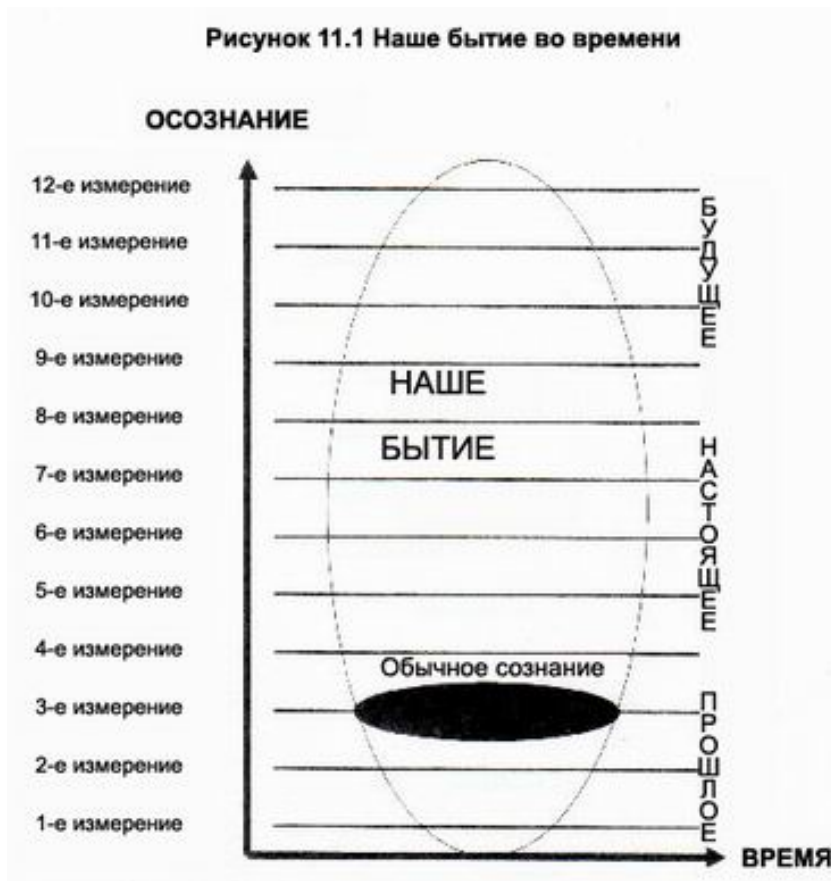 Рисунок 11.1 Наше бытие во времени
ОСОЗНАНИЕ
12-е измерение
11-е измерение
10-е измерение
9-е измерение
8-е измерение
7-е измерение
6-е измерение
5-е измерение
4-е измерение
3-е измерение
2-е измерение
1-е измерение
НАШЕ
БЫТИЕ
Обычное сознание
БУДУЩЕЕ
НАСТОЯЩЕЕ
ПРОШЛОЕ
ВРЕМЯ